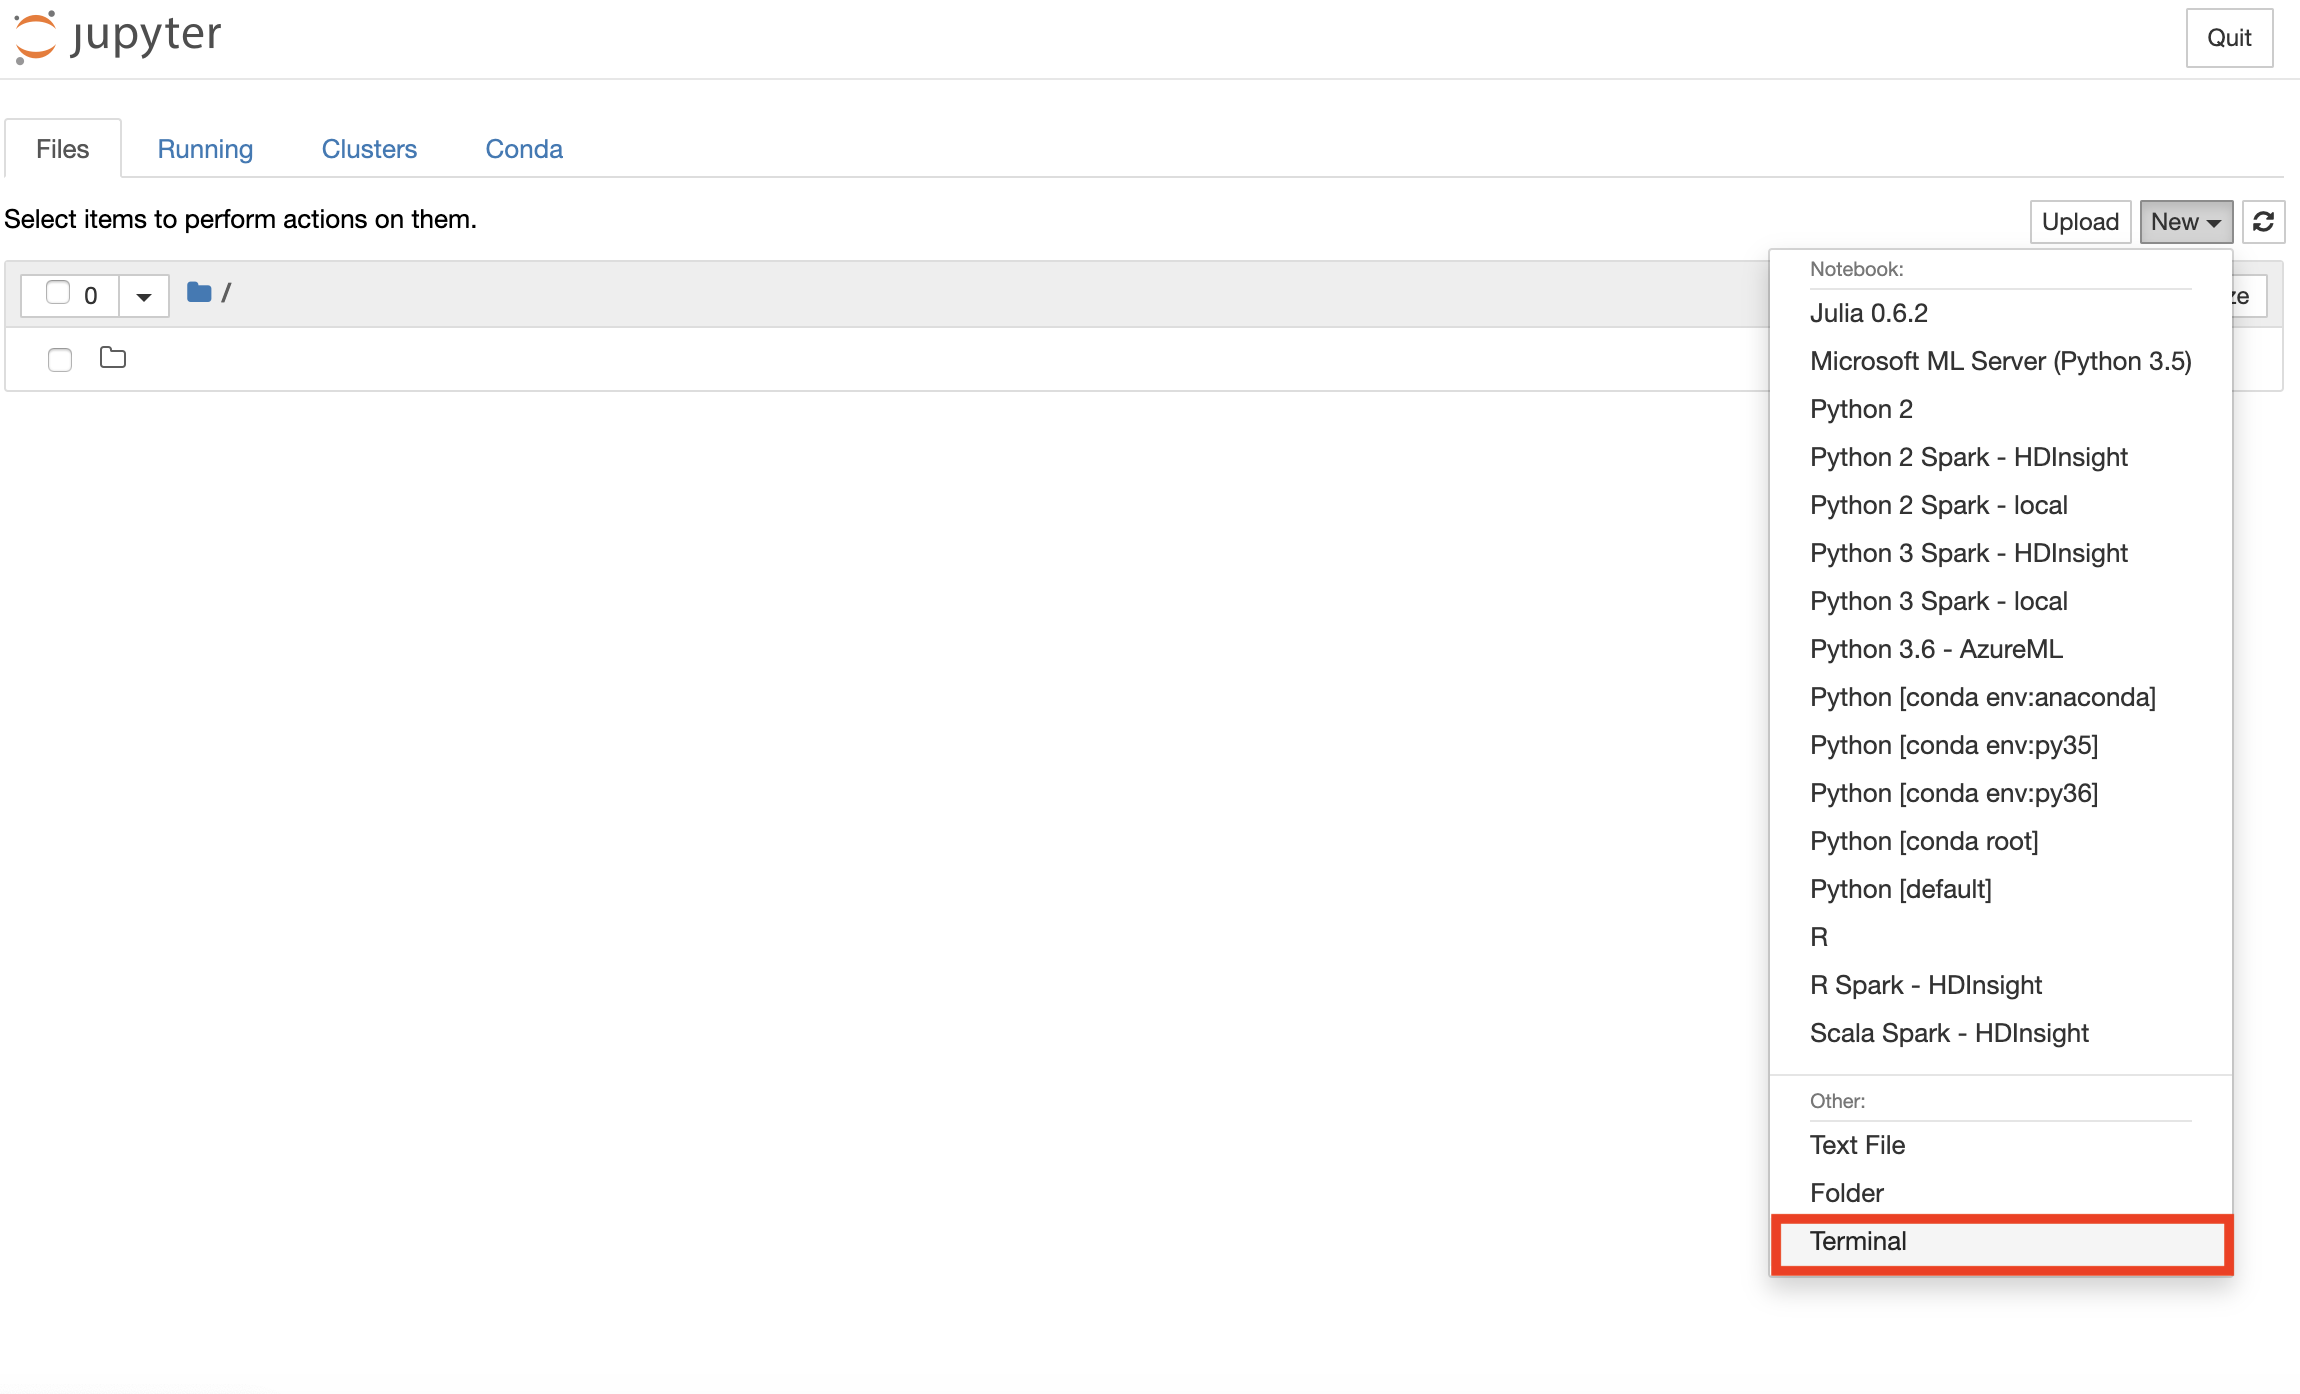 jupyter
Quit
Files Running Clusters Conda
Select items to perform actions on them.
Upload New
0 /
Notebook:
Julia 0.6.2
Microsoft ML Server (Python 3.5)
Python 2
Python 2 Spark - HDInsight
Python 2 Spark - local
Python 3 Spark - HDInsight
Python 3 Spark - local
Python 3.6 - AzureML
Python [conda env:anaconda]
Python [conda env:py35]
Python [conda env:py36]
Python [conda root]
Python [default]
R
R Spark - HDInsight
Scala Spark - HDInsight
Other:
Text File
Folder
Terminal